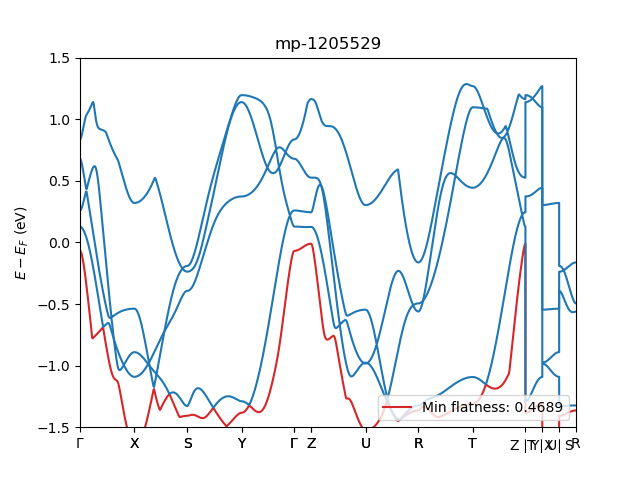 mp-1205529
E − E_F (eV)
1.5
1.0
0.5
0.0
−0.5
−1.0
−1.5
Min flatness: 0.4689
Γ X S Y Γ Z U R T Z | T Y | X U | S R